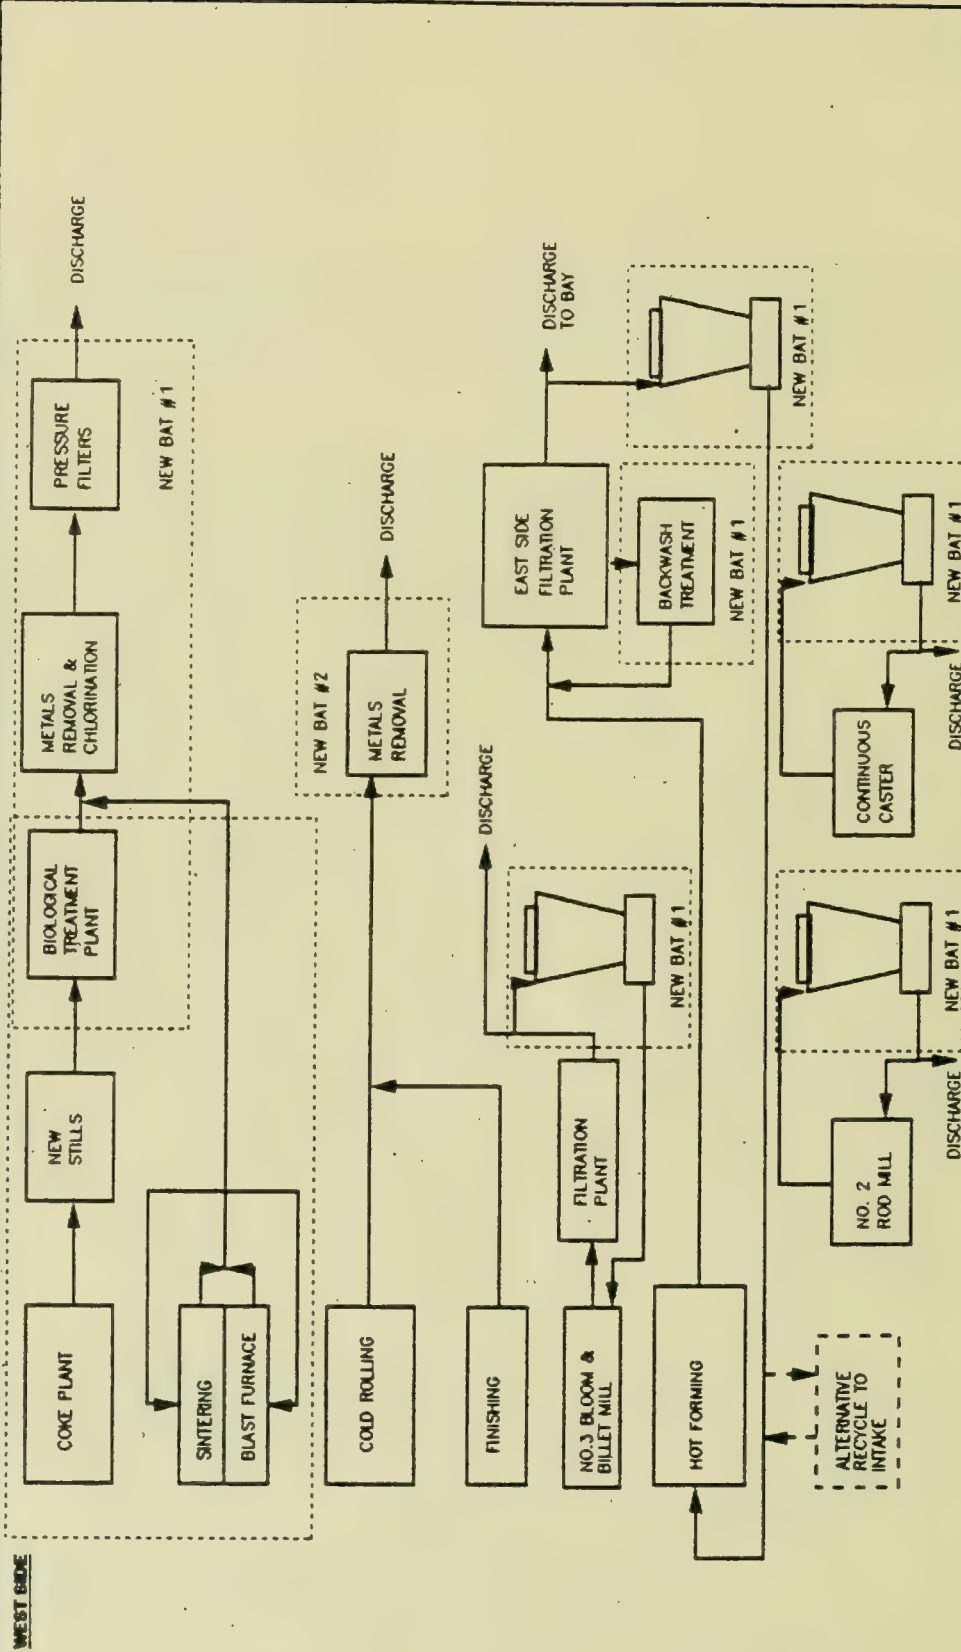 WEST SIDE
COKE PLANT
NEW
STILLS
BIOLOGICAL
TREATMENT
PLANT
METALS
REMOVAL &
CHLORINATION
PRESSURE
FILTERS
DISCHARGE
NEW BAT #1
SINTERING
BLAST FURNACE
COLD ROLLING
NEW BAT #2
METALS
REMOVAL
DISCHARGE
FINISHING
NO.3 BLOOM &
BILLET MILL
FILTRATION
PLANT
DISCHARGE
NEW BAT #1
EAST SIDE
FILTRATION
PLANT
DISCHARGE
TO BAY
BACKWASH
TREATMENT
NEW BAT #1
NEW BAT #1
HOT FORMING
ALTERNATIVE
RECYCLE TO
INTAKE
NO. 2
ROD MILL
DISCHARGE
NEW BAT #1
CONTINUOUS
CASTER
DISCHARGE
NEW BAT #1